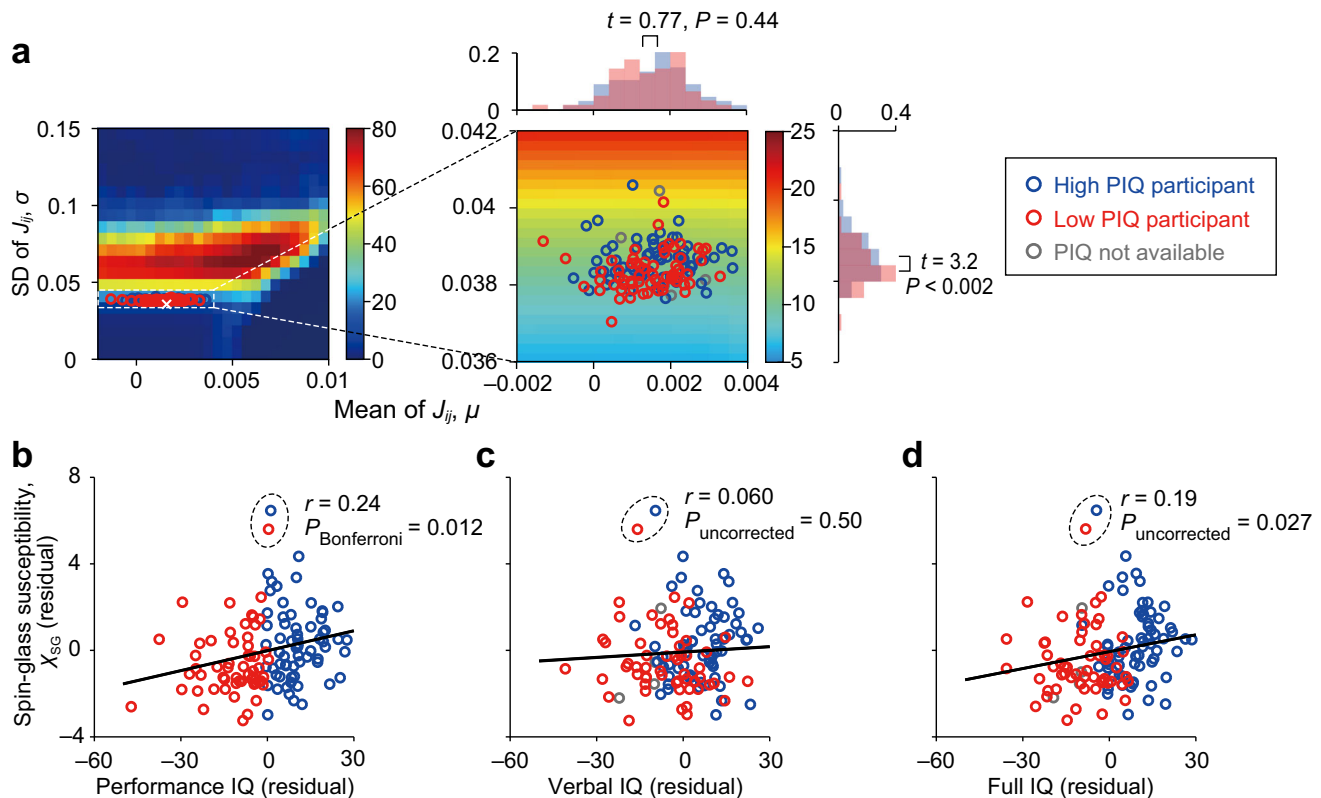 a
t = 0.77, P = 0.44
0.2
0
0 0.4
0.15
0.1
0.05
0
SD of Jij, σ
0 0.005 0.01
80
60
40
20
0
0.042
0.04
0.038
0.036
−0.002 0 0.002 0.004
25
20
15
10
5
Mean of Jij, μ
t = 3.2
P < 0.002
High PIQ participant
Low PIQ participant
PIQ not available
b
Spin-glass susceptibility,
χSG (residual)
8
4
0
−4
r = 0.24
PBonferroni = 0.012
−60 −30 0 30
Performance IQ (residual)
c
r = 0.060
Puncorrected = 0.50
−60 −30 0 30
Verbal IQ (residual)
d
r = 0.19
Puncorrected = 0.027
−60 −30 0 30
Full IQ (residual)